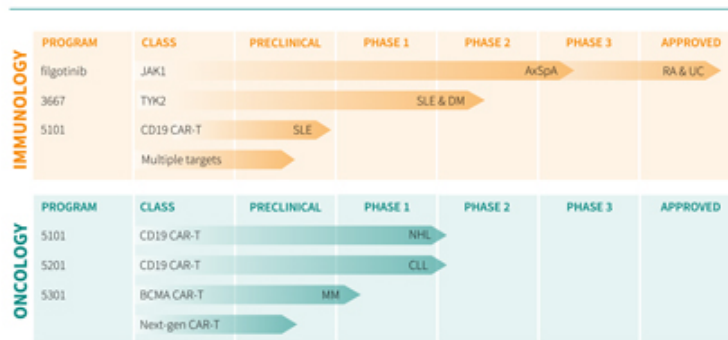 IMMUNOLOGY
PROGRAM CLASS PRECLINICAL PHASE 1 PHASE 2 PHASE 3 APPROVED
filgotinib JAK1 AxSpA RA & UC
3667 TYK2 SLE & DM
5101 CD19 CAR-T SLE
Multiple targets
ONCOLOGY
PROGRAM CLASS PRECLINICAL PHASE 1 PHASE 2 PHASE 3 APPROVED
5101 CD19 CAR-T NHL
5201 CD19 CAR-T CLL
5301 BCMA CAR-T MM
Next-gen CAR-T